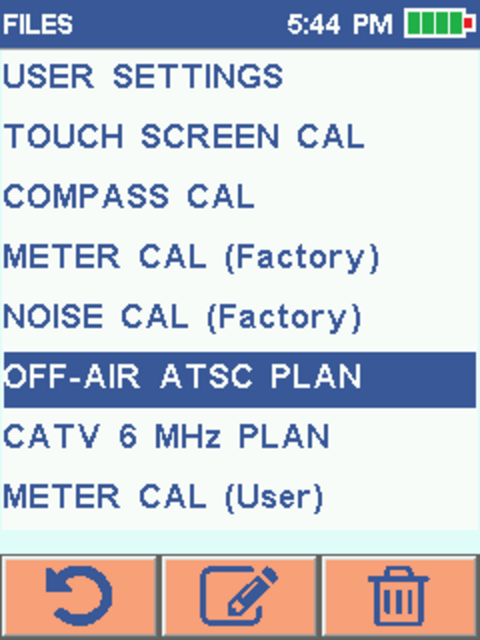 FILES 5:44 PM
USER SETTINGS
TOUCH SCREEN CAL
COMPASS CAL
METER CAL (Factory)
NOISE CAL (Factory)
OFF-AIR ATSC PLAN
CATV 6 MHz PLAN
METER CAL (User)